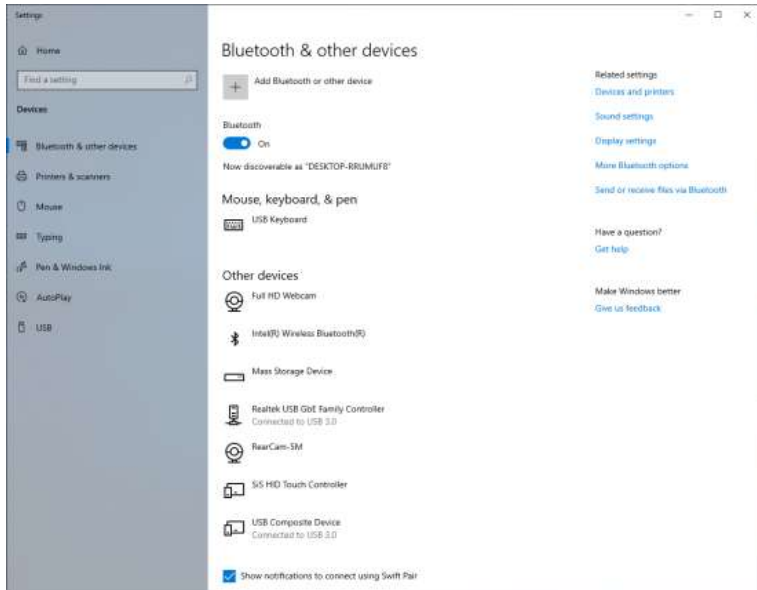 Settings
Home
Find a setting
Devices
Bluetooth & other devices
Printers & scanners
Mouse
Typing
Pen & Windows Ink
AutoPlay
USB
Bluetooth & other devices
Add Bluetooth or other device
Bluetooth
On
Now discoverable as "DESKTOP-RRUMUF8"
Mouse, keyboard, & pen
USB Keyboard
Other devices
Full HD Webcam
Intel(R) Wireless Bluetooth(R)
Mass Storage Device
Realtek USB GbE Family Controller
Connected to USB 3.0
RearCam-5M
SiS HID Touch Controller
USB Composite Device
Connected to USB 3.0
Show notifications to connect using Swift Pair
Related settings
Devices and printers
Sound settings
Display settings
More Bluetooth options
Send or receive files via Bluetooth
Have a question?
Get help
Make Windows better
Give us feedback